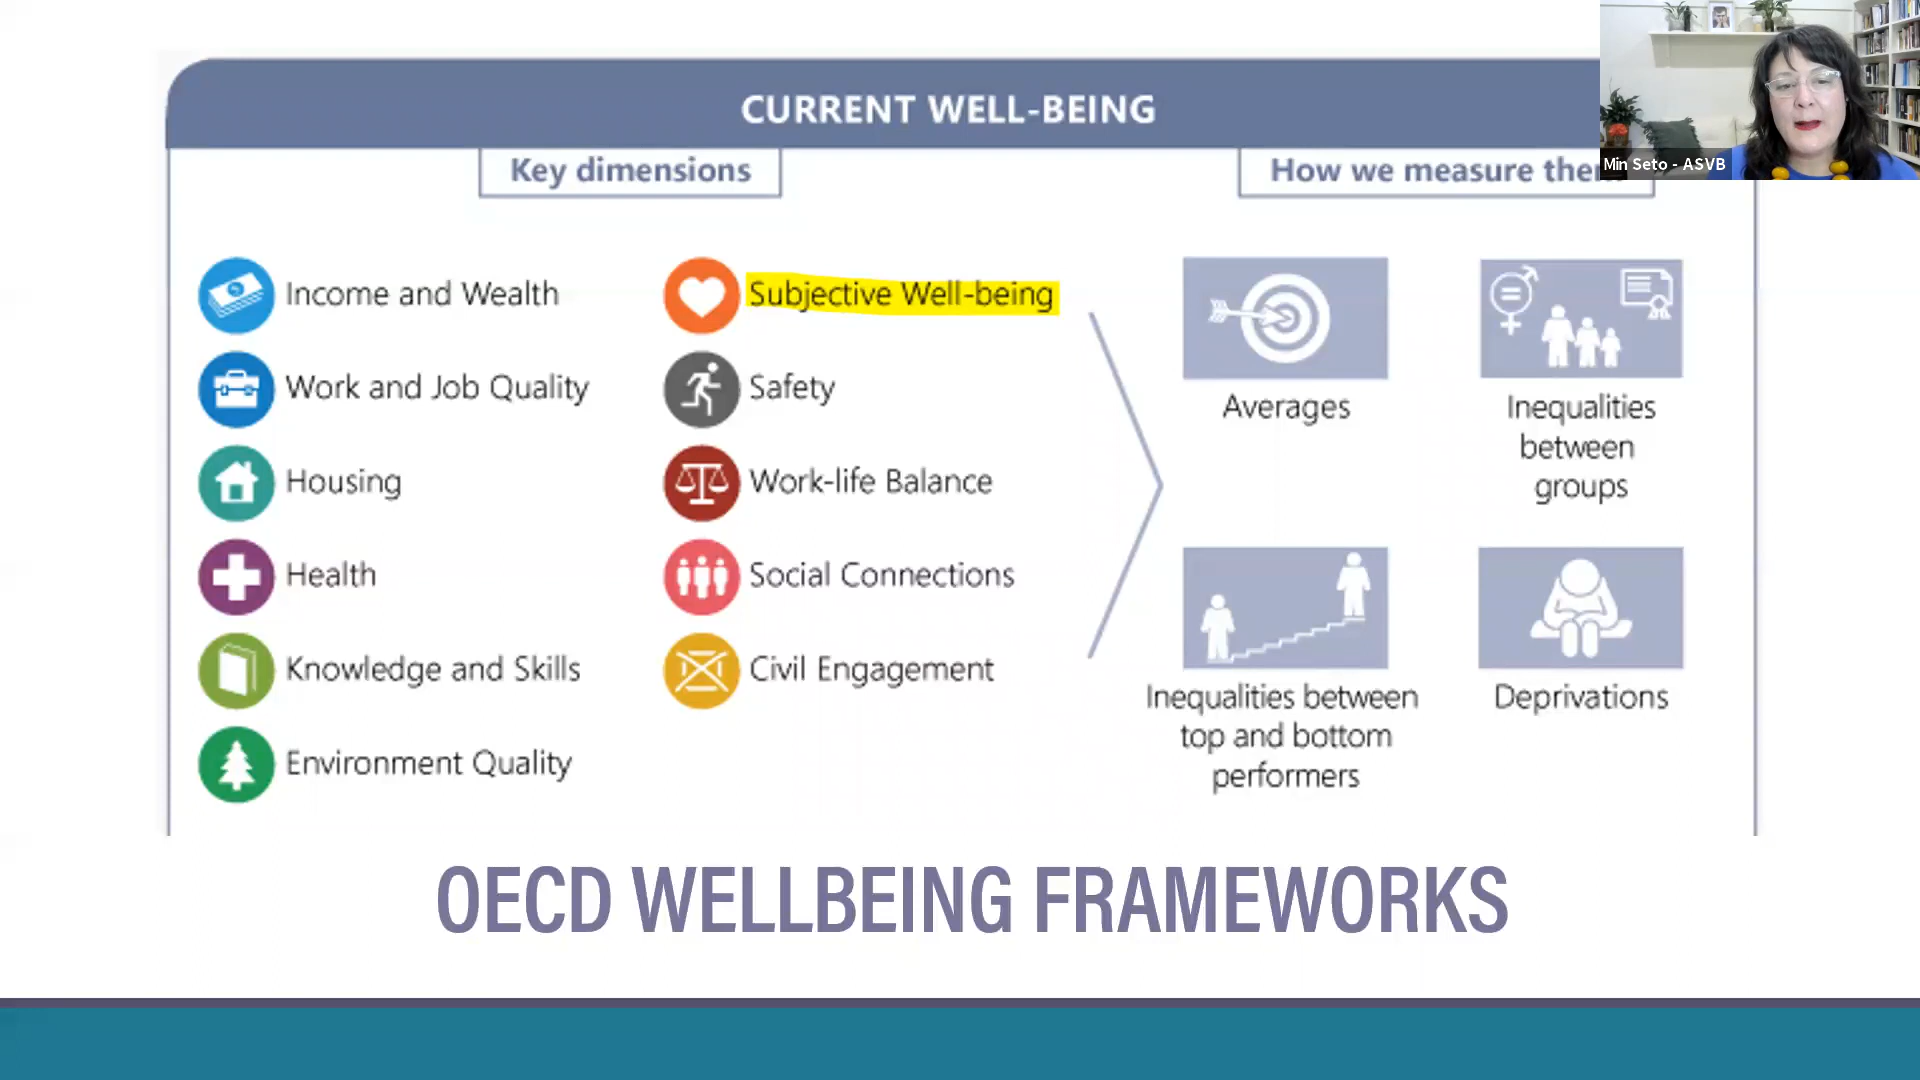 CURRENT WELL-BEING
Key dimensions
How we measure
Min Seto - ASVB
Income and Wealth
Work and Job Quality
Housing
Health
Knowledge and Skills
Environment Quality
Subjective Well-being
Safety
Work-life Balance
Social Connections
Civil Engagement
Averages
Inequalities
between
groups
Inequalities between
top and bottom
performers
Deprivations
OECD WELLBEING FRAMEWORKS